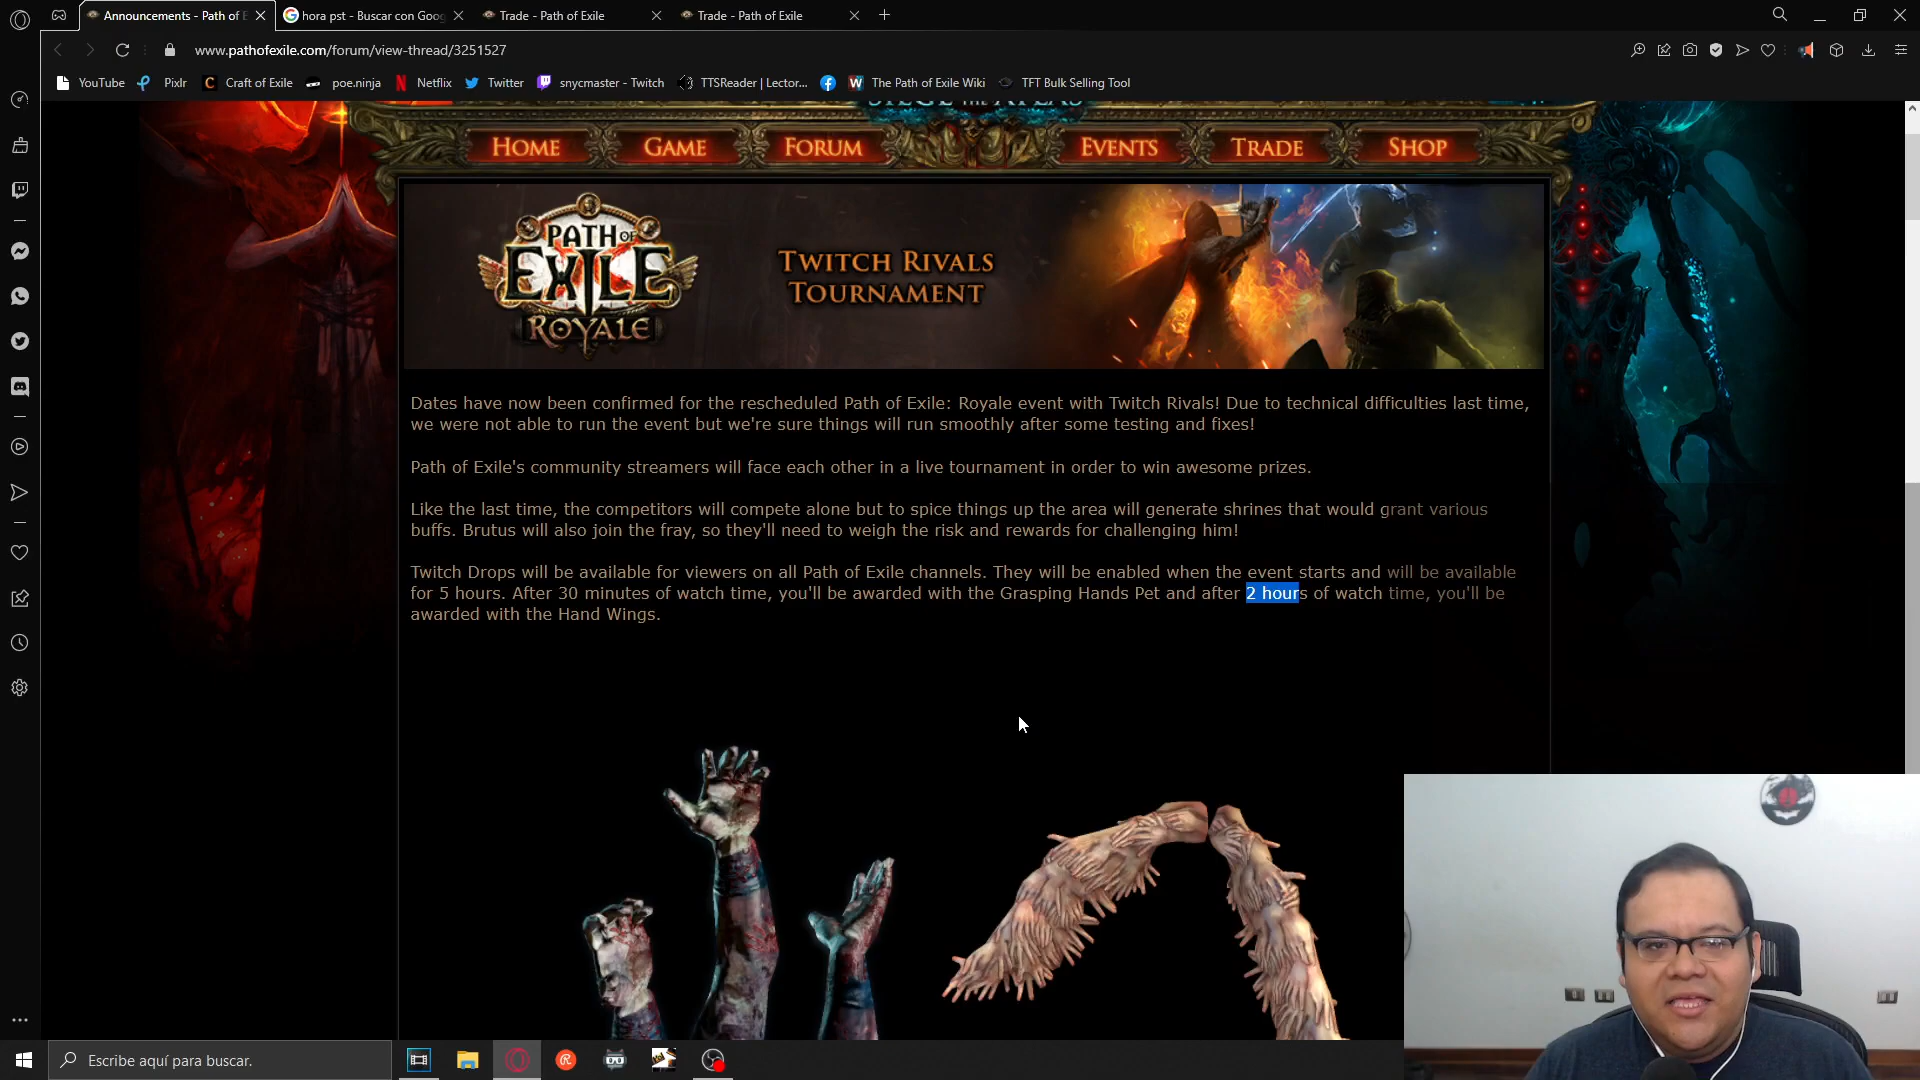 Announcements - Path of E
hora pst - Buscar con Goog
Trade - Path of Exile
Trade - Path of Exile
www.pathofexile.com/forum/view-thread/3251527
YouTube
Pixlr
C Craft of Exile
poe.ninja
Netflix
Twitter
snycmaster - Twitch
TTSReader | Lector...
W The Path of Exile Wiki
TFT Bulk Selling Tool
SIEGE THE ATLAS
HOME
GAME
FORUM
EVENTS
TRADE
SHOP
PATH OF
EXILE
ROYALE
TWITCH RIVALS
TOURNAMENT
Dates have now been confirmed for the rescheduled Path of Exile: Royale event with Twitch Rivals! Due to technical difficulties last time,
we were not able to run the event but we're sure things will run smoothly after some testing and fixes!
Path of Exile's community streamers will face each other in a live tournament in order to win awesome prizes.
Like the last time, the competitors will compete alone but to spice things up the area will generate shrines that would grant various
buffs. Brutus will also join the fray, so they'll need to weigh the risk and rewards for challenging him!
Twitch Drops will be available for viewers on all Path of Exile channels. They will be enabled when the event starts and will be available
for 5 hours. After 30 minutes of watch time, you'll be awarded with the Grasping Hands Pet and after 2 hours of watch time, you'll be
awarded with the Hand Wings.
Escribe aquí para buscar.